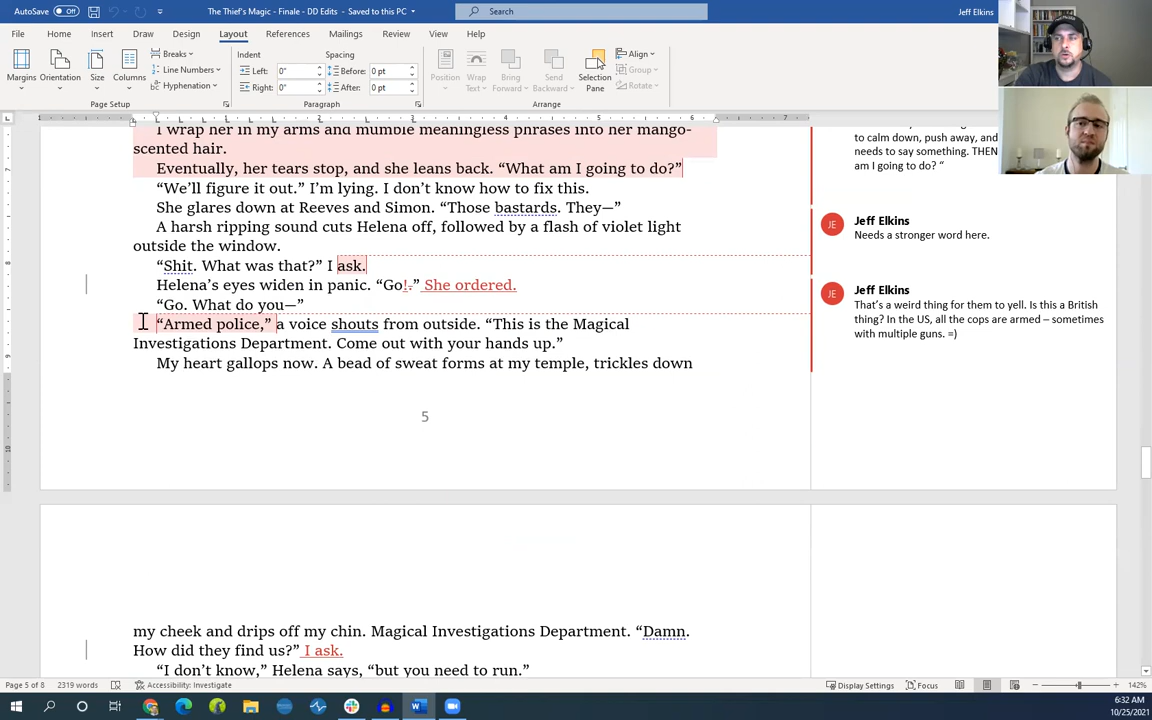 AutoSave Off The Thief's Magic - Finale - DD Edits - Saved to this PC Search Jeff Elkins
File Home Insert Draw Design Layout References Mailings Review View Help
Margins Orientation Size Columns Breaks Line Numbers Hyphenation Indent Left: 0" Right: 0" Spacing Before: 0 pt After: 0 pt Position Wrap Text Bring Forward Send Backward Selection Pane Align Group Rotate
Page Setup Paragraph Arrange
I wrap her in my arms and mumble meaningless phrases into her mango-
scented hair.
Eventually, her tears stop, and she leans back. “What am I going to do?”
“We’ll figure it out.” I’m lying. I don’t know how to fix this.
She glares down at Reeves and Simon. “Those bastards. They—”
A harsh ripping sound cuts Helena off, followed by a flash of violet light
outside the window.
“Shit. What was that?” I ask.
Helena’s eyes widen in panic. “Go!.” She ordered.
“Go. What do you—”
“Armed police,” a voice shouts from outside. “This is the Magical
Investigations Department. Come out with your hands up.”
My heart gallops now. A bead of sweat forms at my temple, trickles down
5
my cheek and drips off my chin. Magical Investigations Department. “Damn.
How did they find us?” I ask.
“I don’t know,” Helena says, “but you need to run.”
to calm down, push away, and
needs to say something. THEN
am I going to do? “
JE Jeff Elkins
Needs a stronger word here.
JE Jeff Elkins
That’s a weird thing for them to yell. Is this a British
thing? In the US, all the cops are armed – sometimes
with multiple guns. =)
Page 5 of 8 2319 words Accessibility: Investigate Display Settings Focus 142%
6:32 AM
10/25/2021